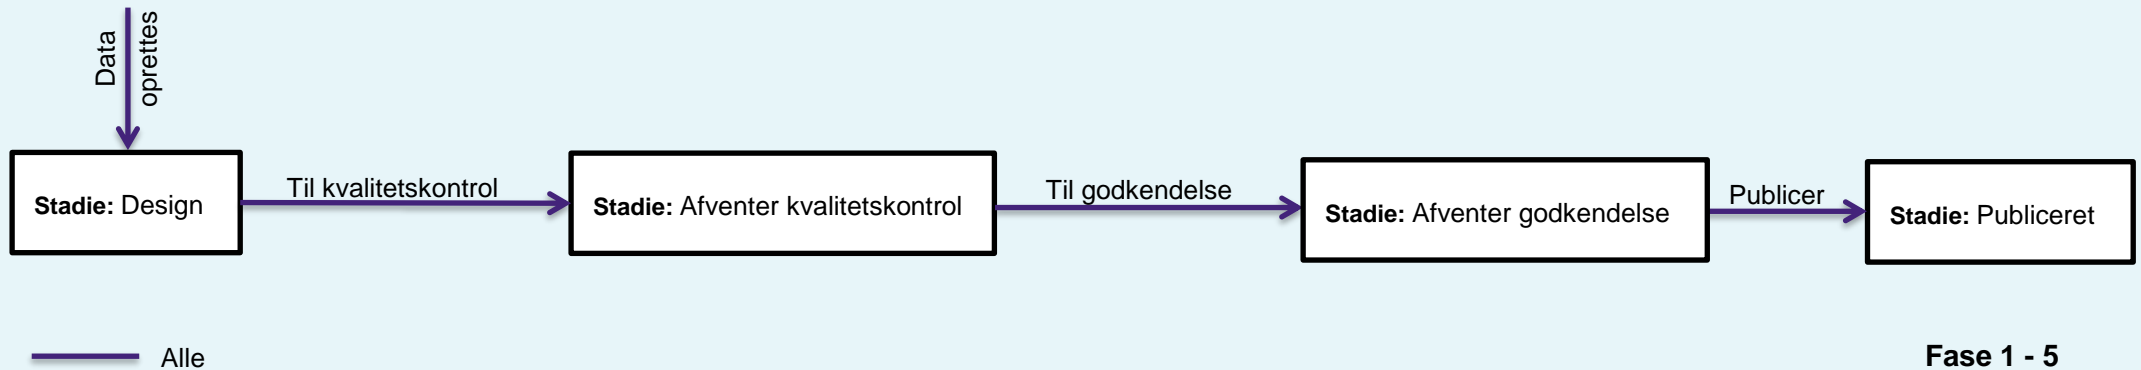 Data
oprettes
Stadie: Design
Til kvalitetskontrol
Stadie: Afventer kvalitetskontrol
Til godkendelse
Stadie: Afventer godkendelse
Publicer
Stadie: Publiceret
Alle
Fase 1 - 5